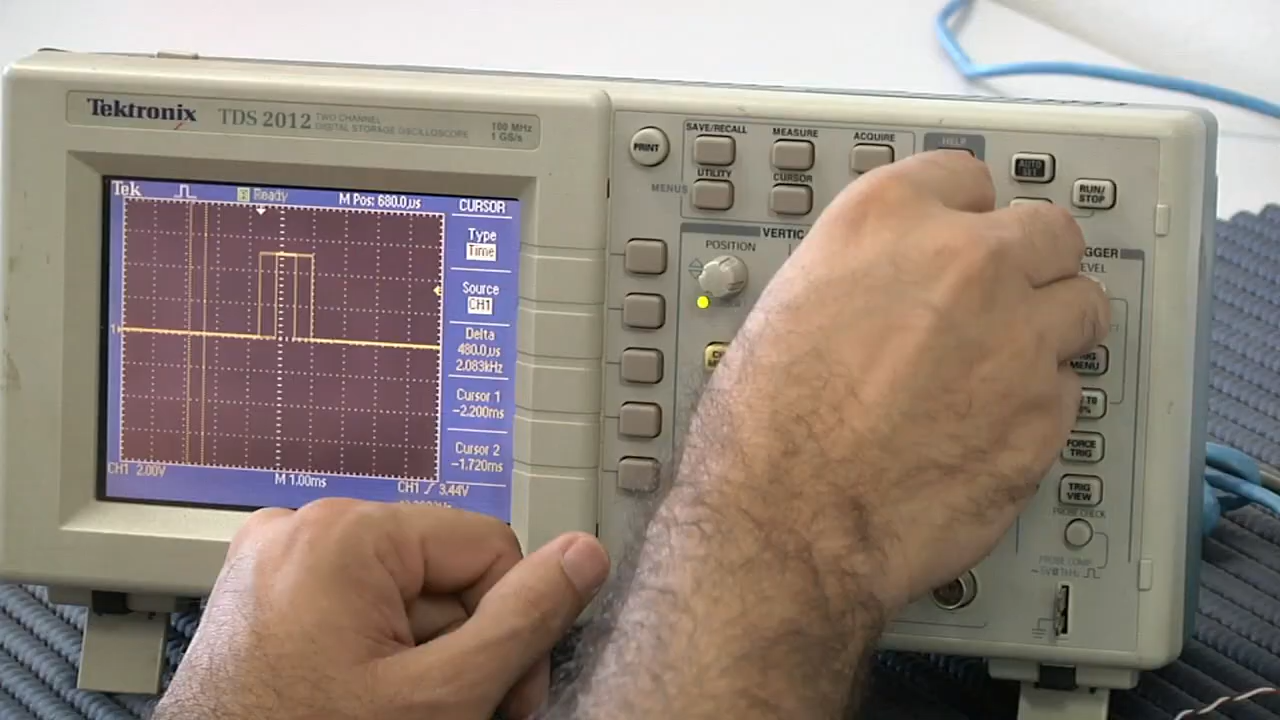 Tektronix TDS 2012 TWO CHANNEL
DIGITAL STORAGE OSCILLOSCOPE
100 MHz
1 GS/s
Tek Ready M Pos: 680.0µs CURSOR
Type
Time
Source
CH1
Delta
480.0µs
2.083kHz
Cursor 1
-2.200ms
Cursor 2
-1.720ms
1
CH1 2.00V
M 1.00ms
CH1 3.44V
PRINT
SAVE/RECALL
MEASURE
ACQUIRE
HELP
AUTO
SET
MENUS
UTILITY
CURSOR
RUN/
STOP
VERTIC
POSITION
GGER
EVEL
MENU
FORCE
TRIG
TRIG
VIEW
PROBE CHECK
PROBE COMP
~5V@1kHz